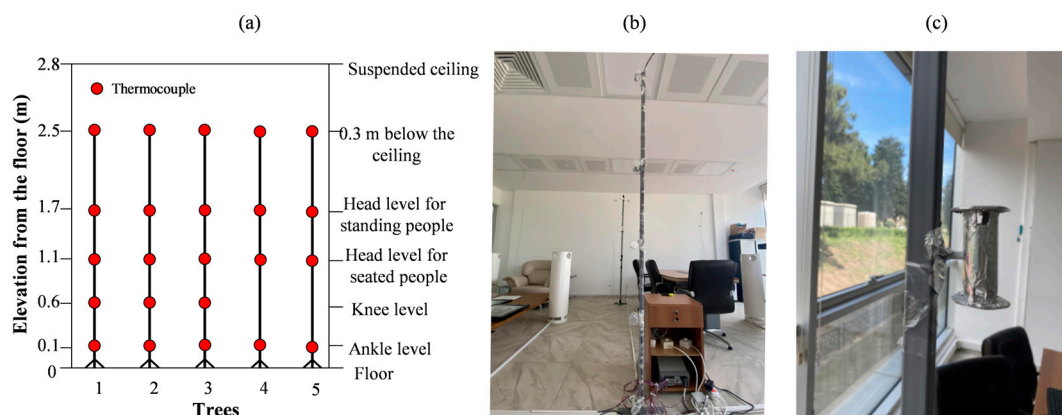 (a)
(b)
(c)
2.8
Suspended ceiling
Thermocouple
2.5
0.3 m below the
ceiling
1.7
Head level for
standing people
1.1
Head level for
seated people
0.6
Knee level
0.1
Ankle level
0
Floor
Elevation from the floor (m)
1 2 3 4 5
Trees